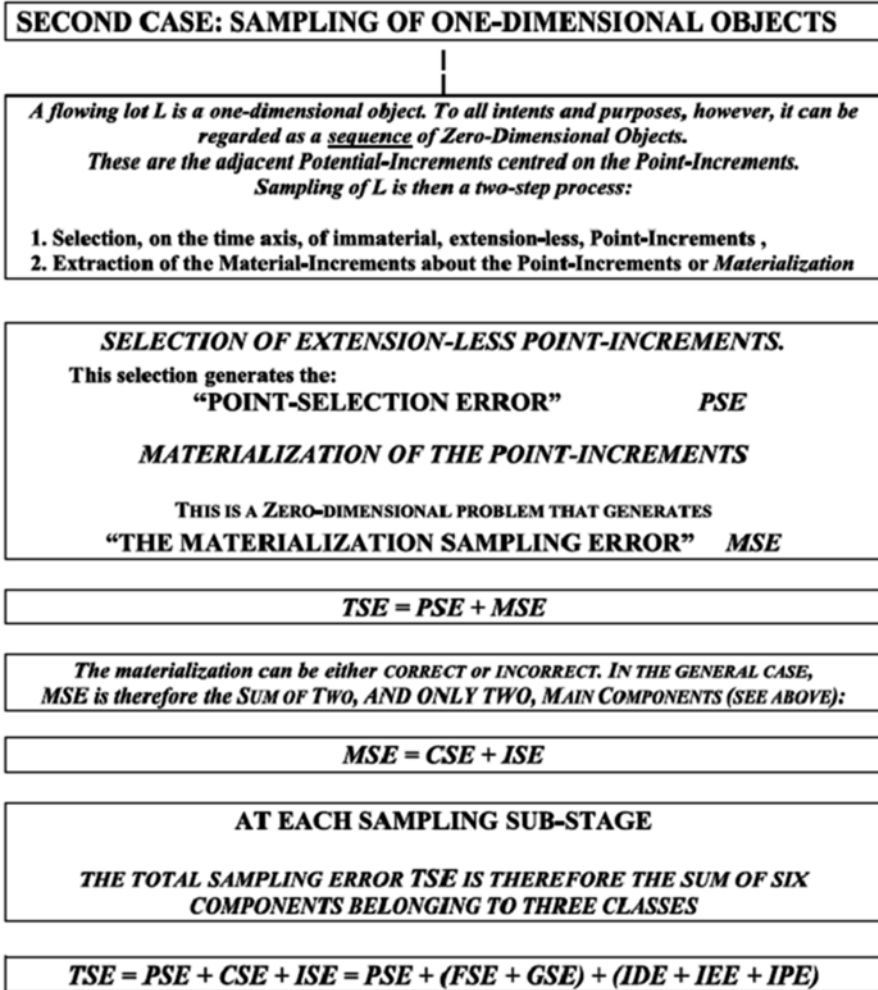 SECOND CASE: SAMPLING OF ONE-DIMENSIONAL OBJECTS
A flowing lot L is a one-dimensional object. To all intents and purposes, however, it can be
regarded as a sequence of Zero-Dimensional Objects.
These are the adjacent Potential-Increments centred on the Point-Increments.
Sampling of L is then a two-step process:
1. Selection, on the time axis, of immaterial, extension-less, Point-Increments ,
2. Extraction of the Material-Increments about the Point-Increments or Materialization
SELECTION OF EXTENSION-LESS POINT-INCREMENTS.
This selection generates the:
“POINT-SELECTION ERROR” PSE
MATERIALIZATION OF THE POINT-INCREMENTS
THIS IS A ZERO-DIMENSIONAL PROBLEM THAT GENERATES
“THE MATERIALIZATION SAMPLING ERROR” MSE
TSE = PSE + MSE
The materialization can be either CORRECT or INCORRECT. IN THE GENERAL CASE,
MSE is therefore the SUM OF TWO, AND ONLY TWO, MAIN COMPONENTS (SEE ABOVE):
MSE = CSE + ISE
AT EACH SAMPLING SUB-STAGE
THE TOTAL SAMPLING ERROR TSE IS THEREFORE THE SUM OF SIX
COMPONENTS BELONGING TO THREE CLASSES
TSE = PSE + CSE + ISE = PSE + (FSE + GSE) + (IDE + IEE + IPE)